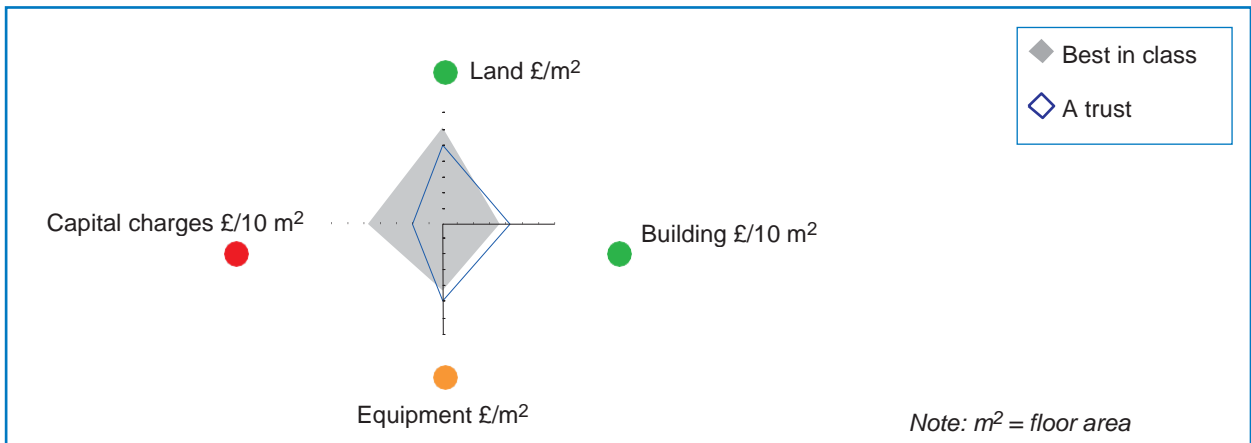 Land £/m²
Best in class
A trust
Capital charges £/10 m²
Building £/10 m²
Equipment £/m²
Note: m² = floor area